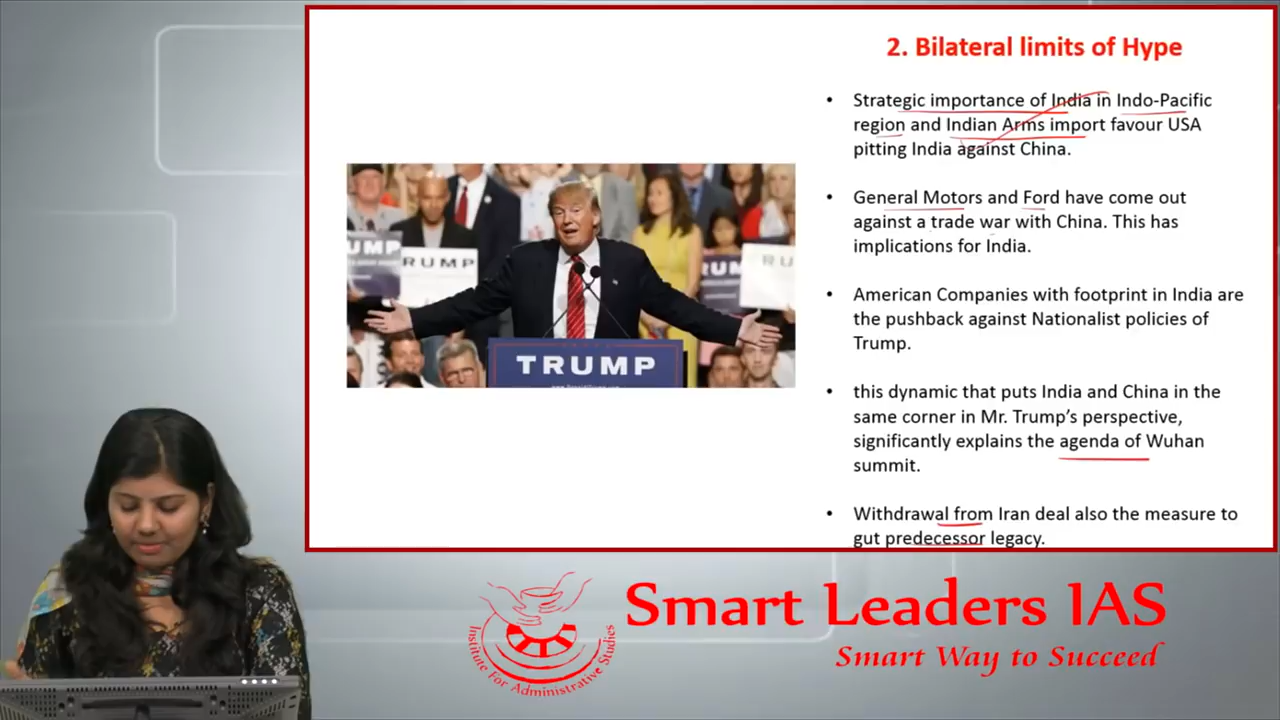 2. Bilateral limits of Hype
• Strategic importance of India in Indo-Pacific
region and Indian Arms import favour USA
pitting India against China.
• General Motors and Ford have come out
against a trade war with China. This has
implications for India.
• American Companies with footprint in India are
the pushback against Nationalist policies of
Trump.
• this dynamic that puts India and China in the
same corner in Mr. Trump's perspective,
significantly explains the agenda of Wuhan
summit.
• Withdrawal from Iran deal also the measure to
gut predecessor legacy.
UMP
RUMP
RUM
RU
TRUMP
Smart Leaders IAS
Smart Way to Succeed
Institute For Administrative Studies